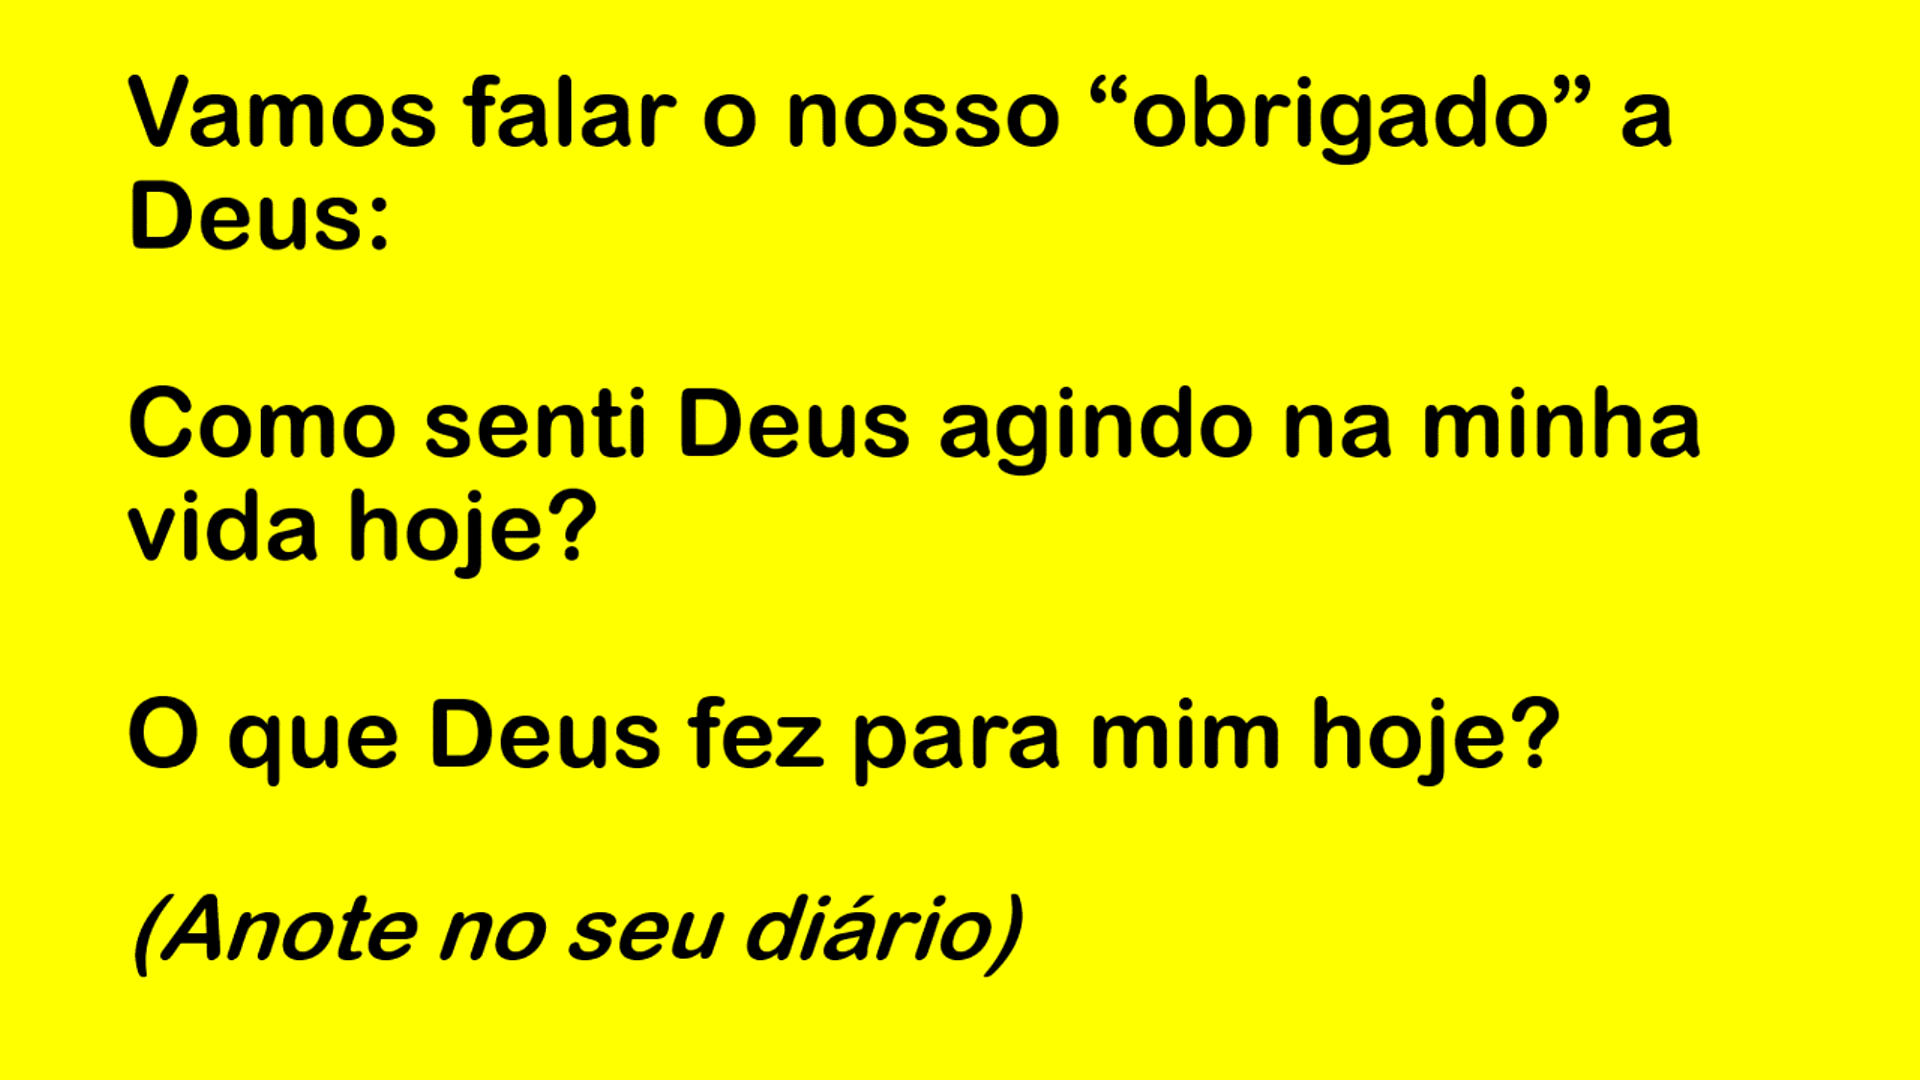 Vamos falar o nosso “obrigado” a
Deus:
Como senti Deus agindo na minha
vida hoje?
O que Deus fez para mim hoje?
(Anote no seu diário)